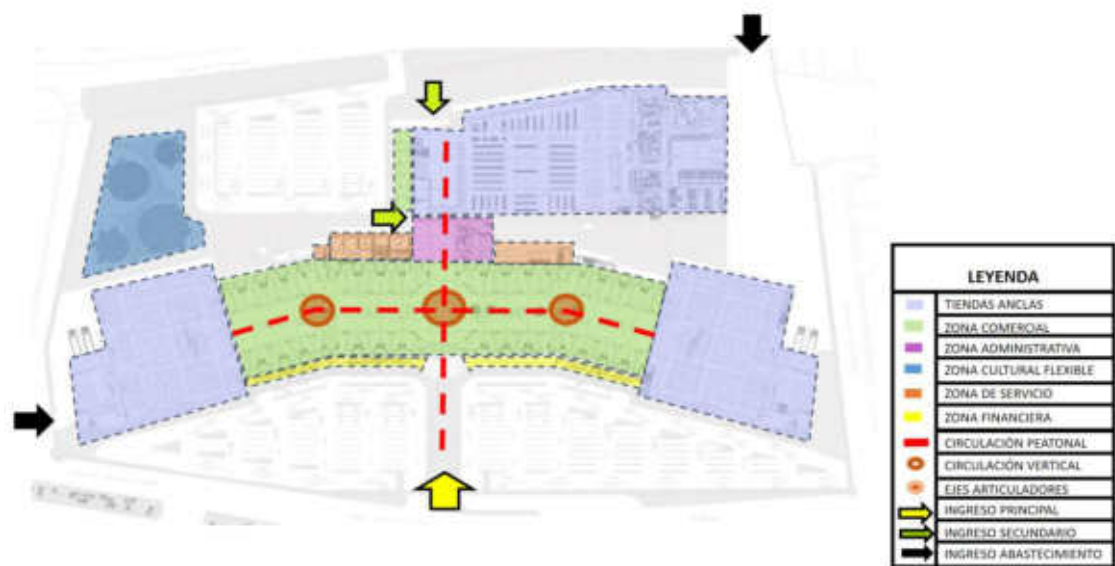 LEYENDA
TIENDAS ANCLAS
ZONA COMERCIAL
ZONA ADMINISTRATIVA
ZONA CULTURAL FLEXIBLE
ZONA DE SERVICIO
ZONA FINANCIERA
CIRCULACIÓN PEATONAL
CIRCULACIÓN VERTICAL
EJES ARTICULADORES
INGRESO PRINCIPAL
INGRESO SECUNDARIO
INGRESO ABASTECIMIENTO